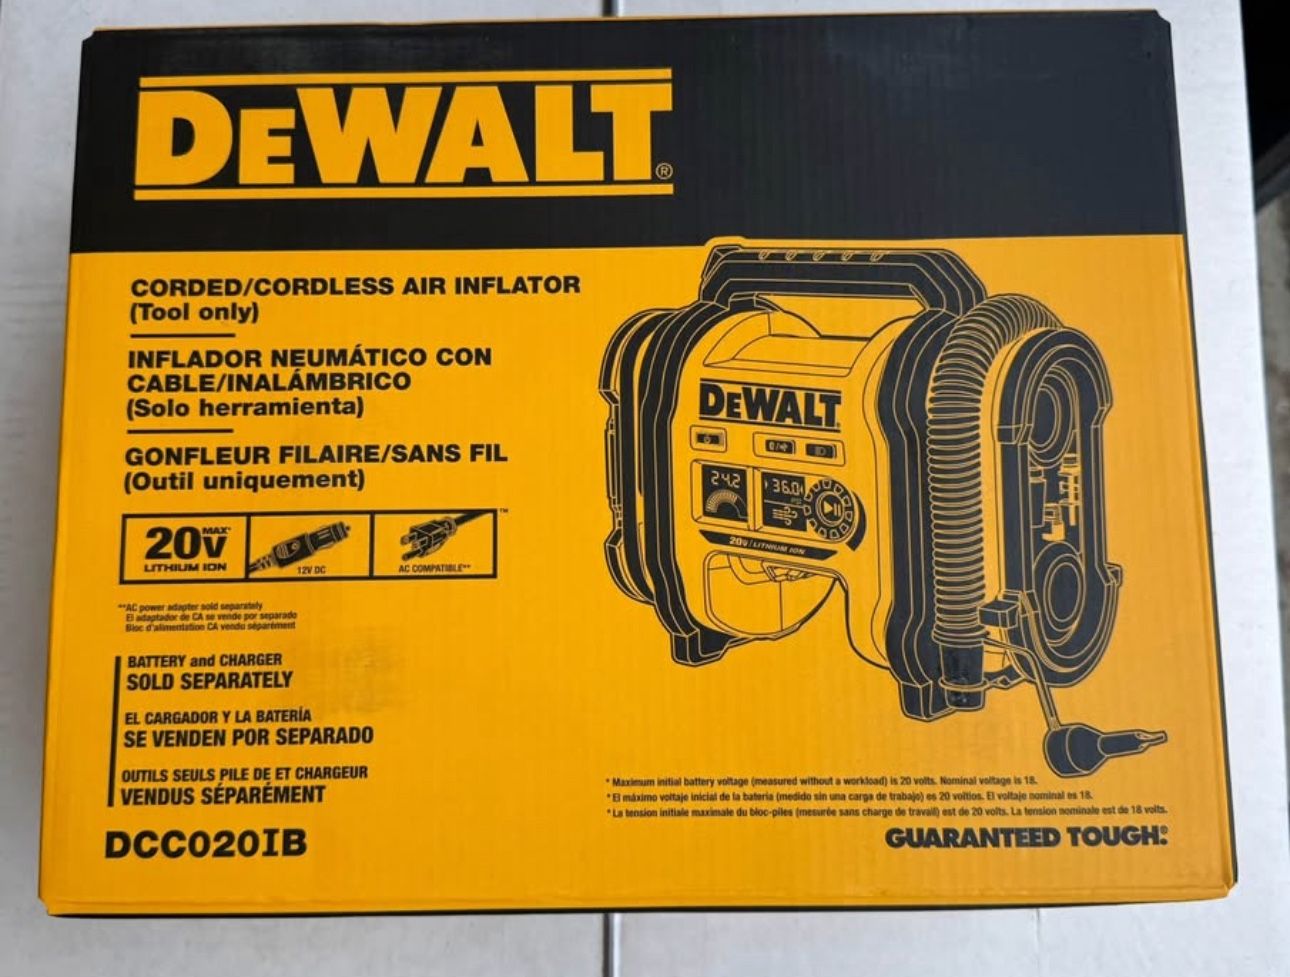 DEWALT®
CORDED/CORDLESS AIR INFLATOR
(Tool only)
INFLADOR NEUMÁTICO CON
CABLE/INALÁMBRICO
(Solo herramienta)
GONFLEUR FILAIRE/SANS FIL
(Outil uniquement)
20V MAX*
LITHIUM ION
12V DC
AC COMPATIBLE**
™
**AC power adapter sold separately
El adaptador de CA se vende por separado
Bloc d'alimentation CA vendu séparément
BATTERY and CHARGER
SOLD SEPARATELY
EL CARGADOR Y LA BATERÍA
SE VENDEN POR SEPARADO
OUTILS SEULS PILE DE ET CHARGEUR
VENDUS SÉPARÉMENT
DCC020IB
DEWALT
24.2
36.0
20V/LITHIUM ION
* Maximum initial battery voltage (measured without a workload) is 20 volts. Nominal voltage is 18.
* El máximo voltaje inicial de la batería (medido sin una carga de trabajo) es 20 voltios. El voltaje nominal es 18.
* La tension initiale maximale du bloc-piles (mesurée sans charge de travail) est de 20 volts. La tension nominale est de 18 volts.
GUARANTEED TOUGH.®